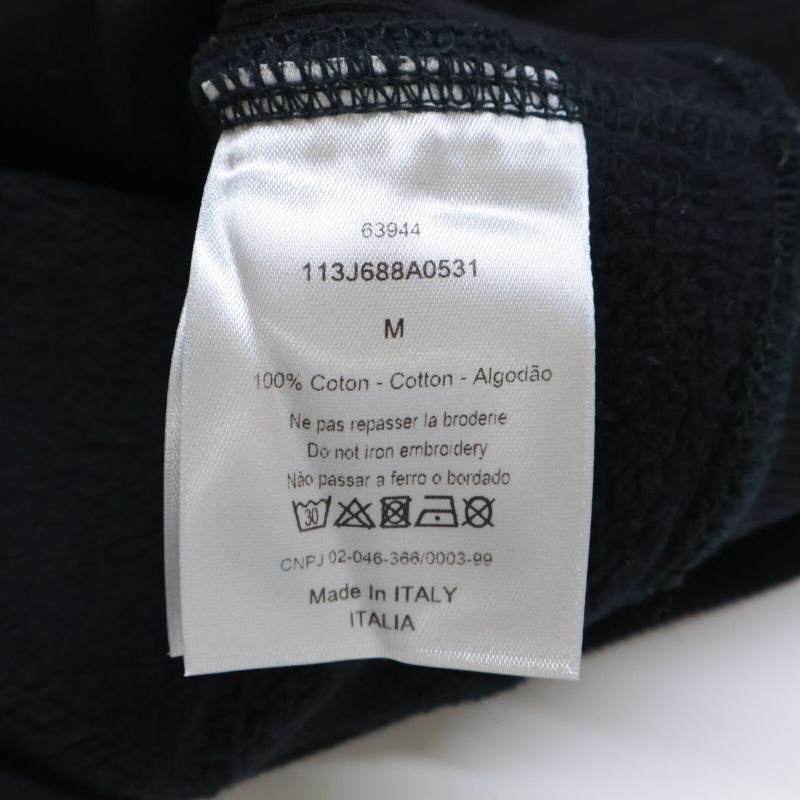 63944
113J688A0531
M
100% Coton - Cotton - Algodão
Ne pas repasser la broderie
Do not iron embroidery
Não passar a ferro o bordado
30
CNPJ 02-046-366/0003-99
Made In ITALY
ITALIA